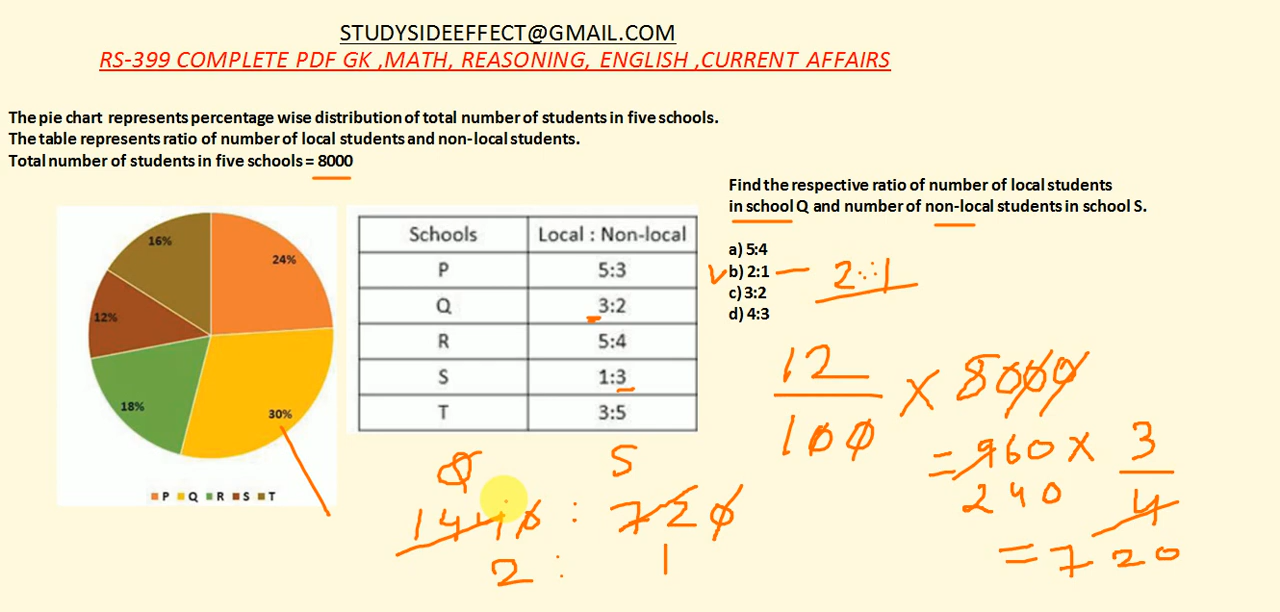 STUDYSIDEEFFECT@GMAIL.COM
RS-399 COMPLETE PDF GK ,MATH, REASONING, ENGLISH ,CURRENT AFFAIRS
The pie chart represents percentage wise distribution of total number of students in five schools.
The table represents ratio of number of local students and non-local students.
Total number of students in five schools = 8000
Find the respective ratio of number of local students
in school Q and number of non-local students in school S.
a) 5:4
b) 2:1 — 2:1
c) 3:2
d) 4:3
16%
24%
12%
18%
30%
P Q R S T
Schools Local : Non-local
P 5:3
Q 3:2
R 5:4
S 1:3
T 3:5
Q S
1440 : 720
2 : 1
12
100
× 8000
= 960 × 3
240 4
= 720